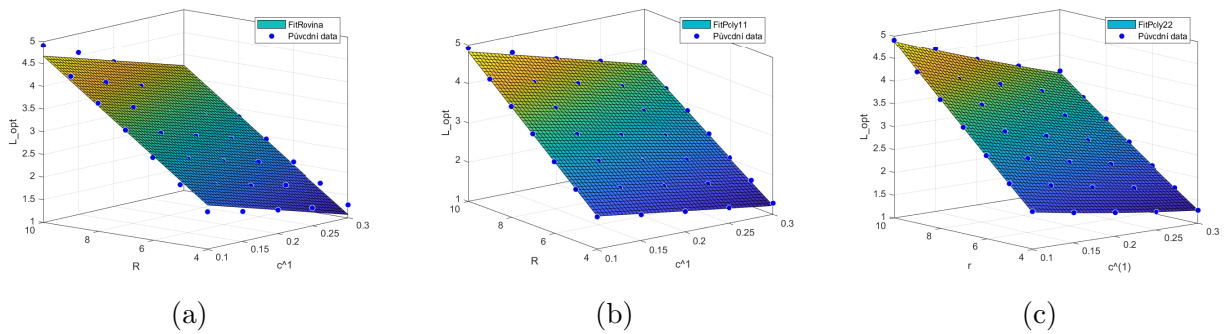 FitRovina
Původní data
5
4.5
4
3.5
3
2.5
2
1.5
1
L_opt
10
8
6
4
R
0.1
0.15
0.2
0.25
0.3
c^1
(a)
FitPoly11
Původní data
5
4
3
2
1
L_opt
10
8
6
4
R
0.1
0.15
0.2
0.25
0.3
c^1
(b)
FitPoly22
Původní data
5
4.5
4
3.5
3
2.5
2
1.5
1
L_opt
10
8
6
4
r
0.1
0.15
0.2
0.25
0.3
c^(1)
(c)